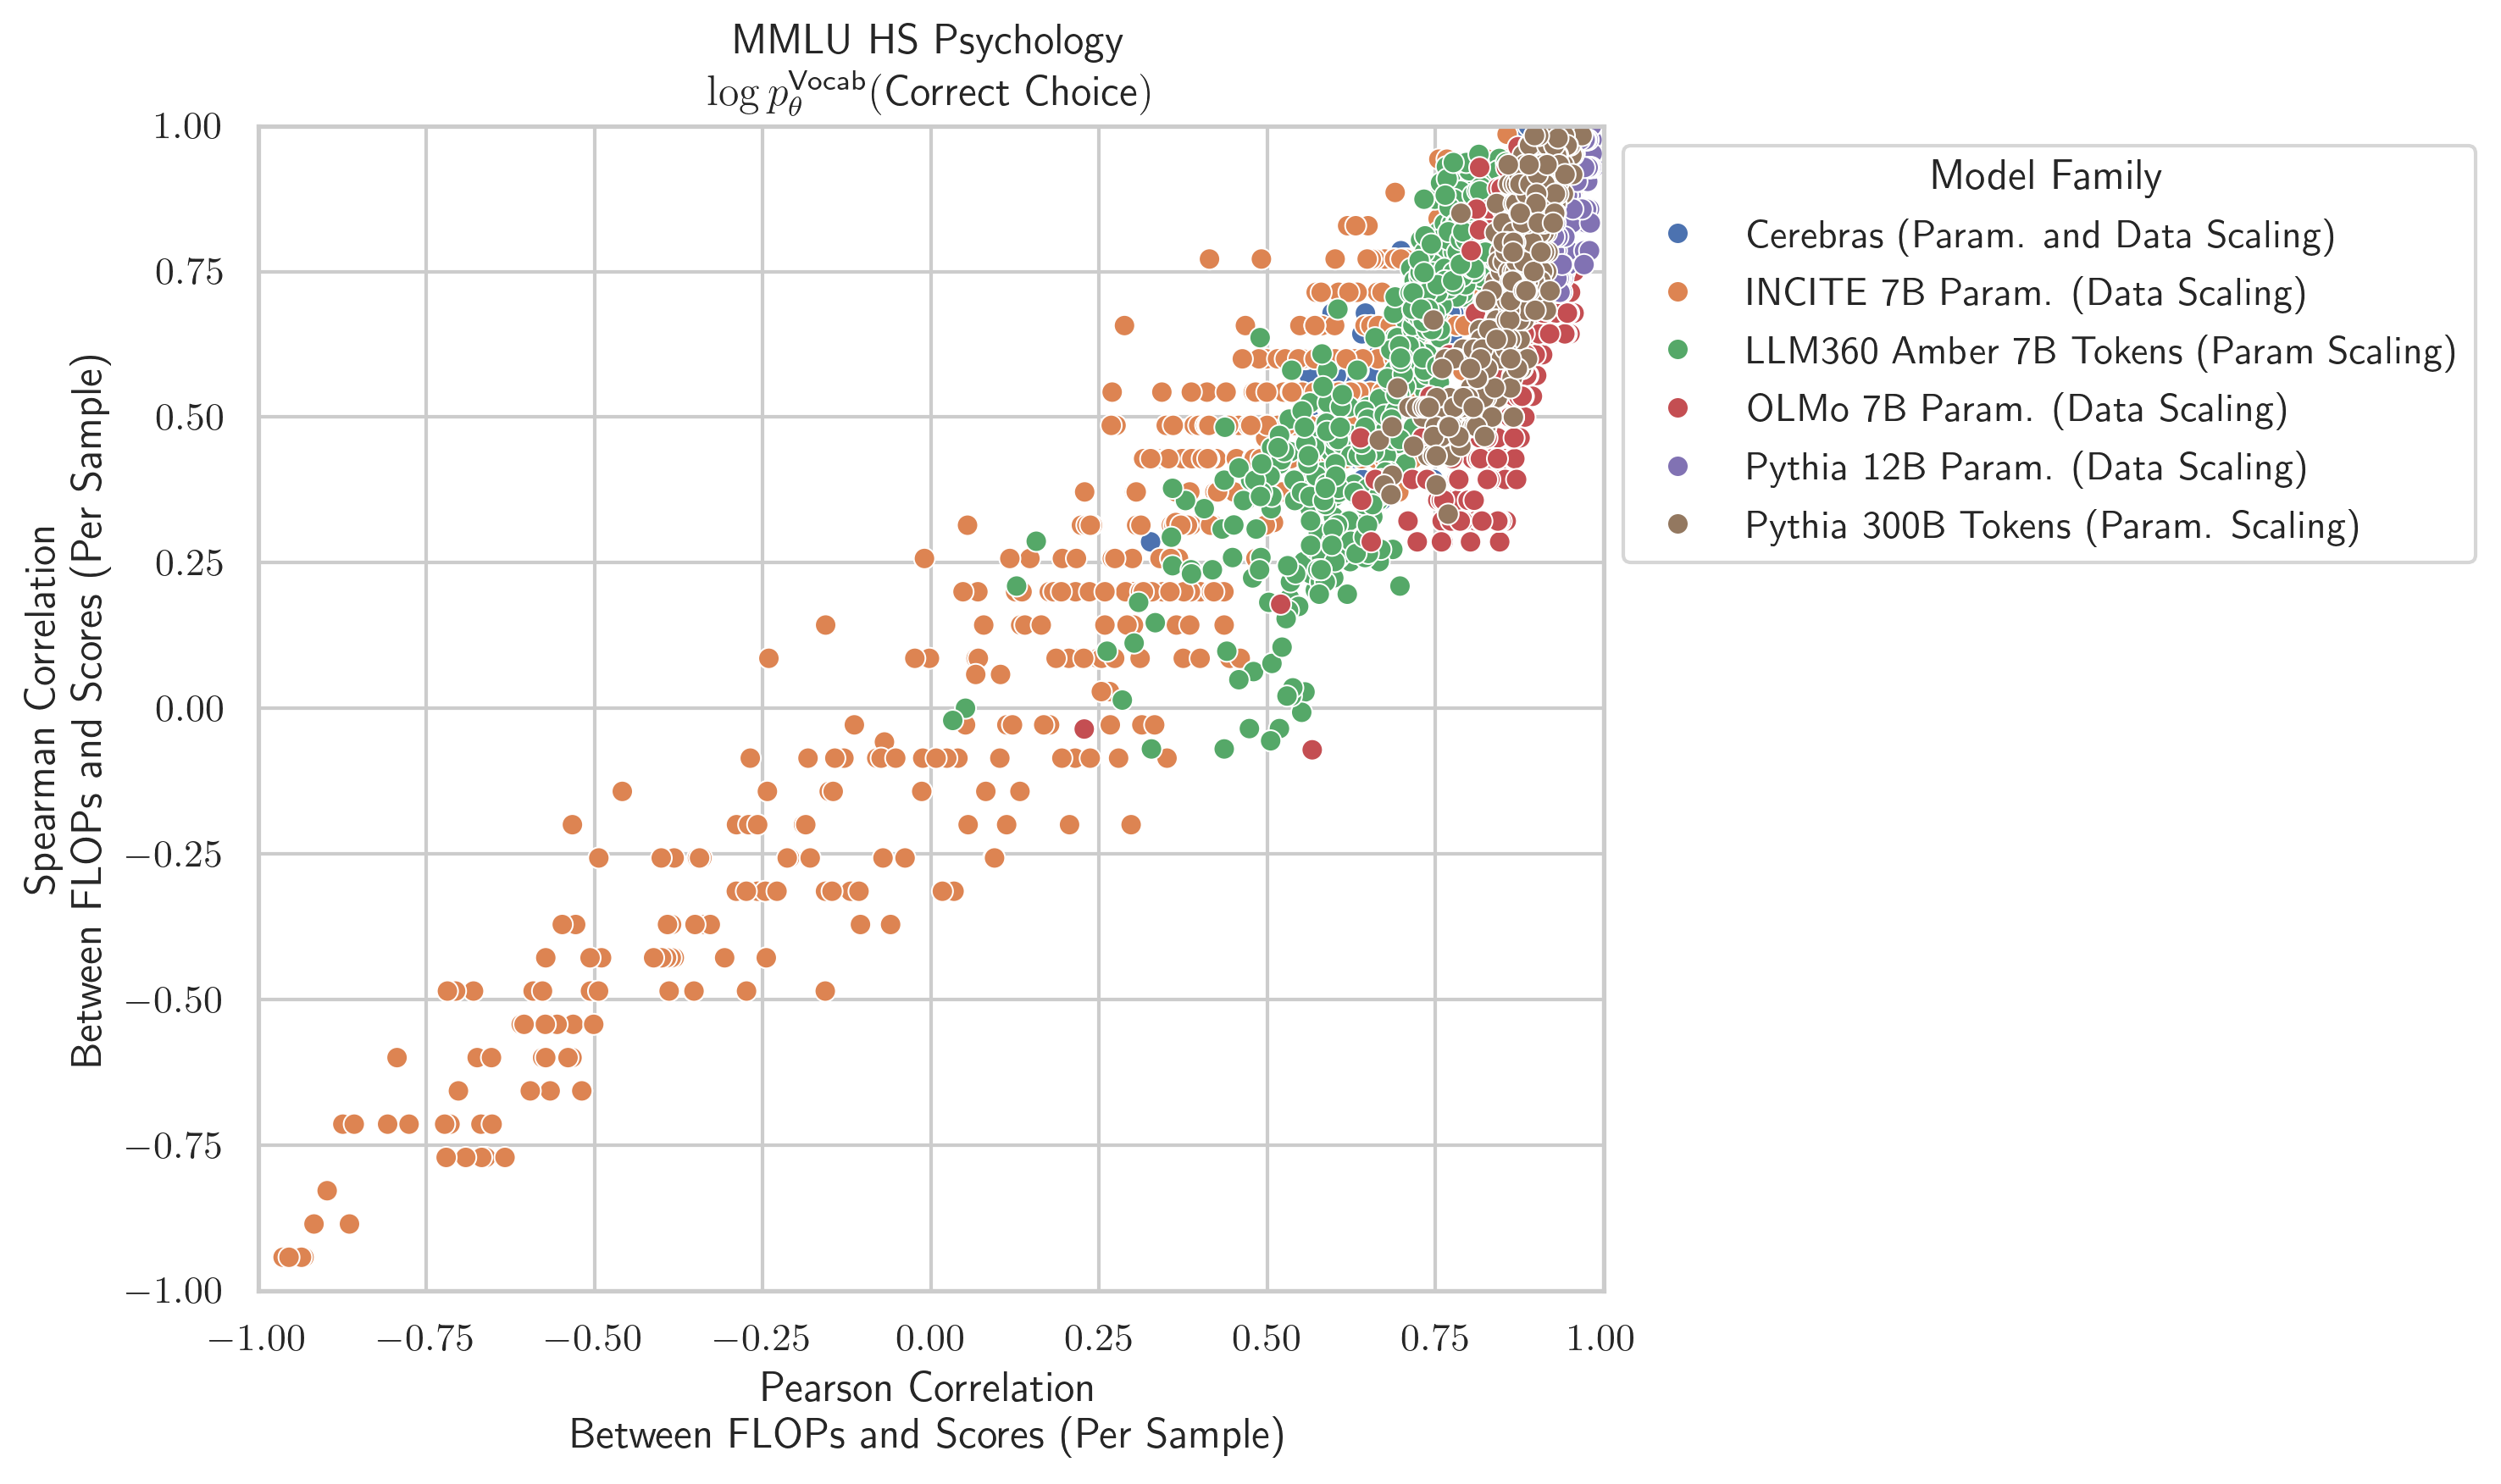 MMLU HS Psychology
log p_θ^Vocab(Correct Choice)
Spearman Correlation
Between FLOPs and Scores (Per Sample)
1.00
0.75
0.50
0.25
0.00
−0.25
−0.50
−0.75
−1.00
−1.00 −0.75 −0.50 −0.25 0.00 0.25 0.50 0.75 1.00
Pearson Correlation
Between FLOPs and Scores (Per Sample)
Model Family
Cerebras (Param. and Data Scaling)
INCITE 7B Param. (Data Scaling)
LLM360 Amber 7B Tokens (Param Scaling)
OLMo 7B Param. (Data Scaling)
Pythia 12B Param. (Data Scaling)
Pythia 300B Tokens (Param. Scaling)